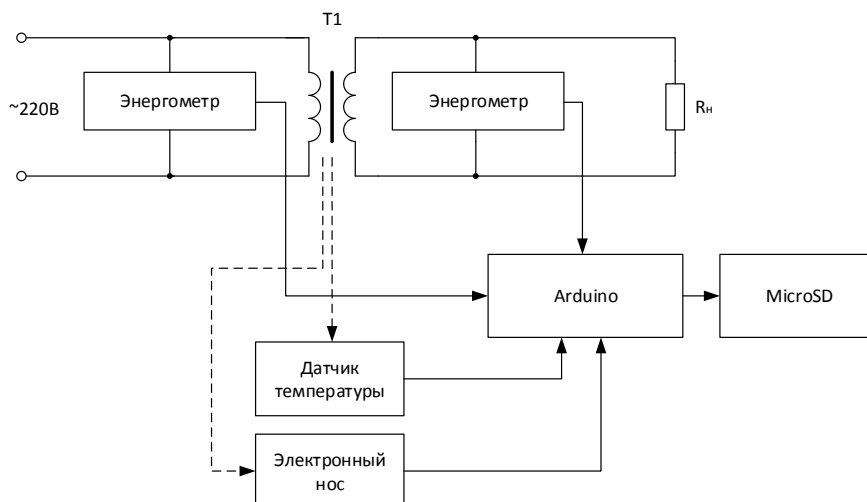 T1
~220В
Энергометр
Энергометр
Rн
Arduino
MicroSD
Датчик
температуры
Электронный
нос